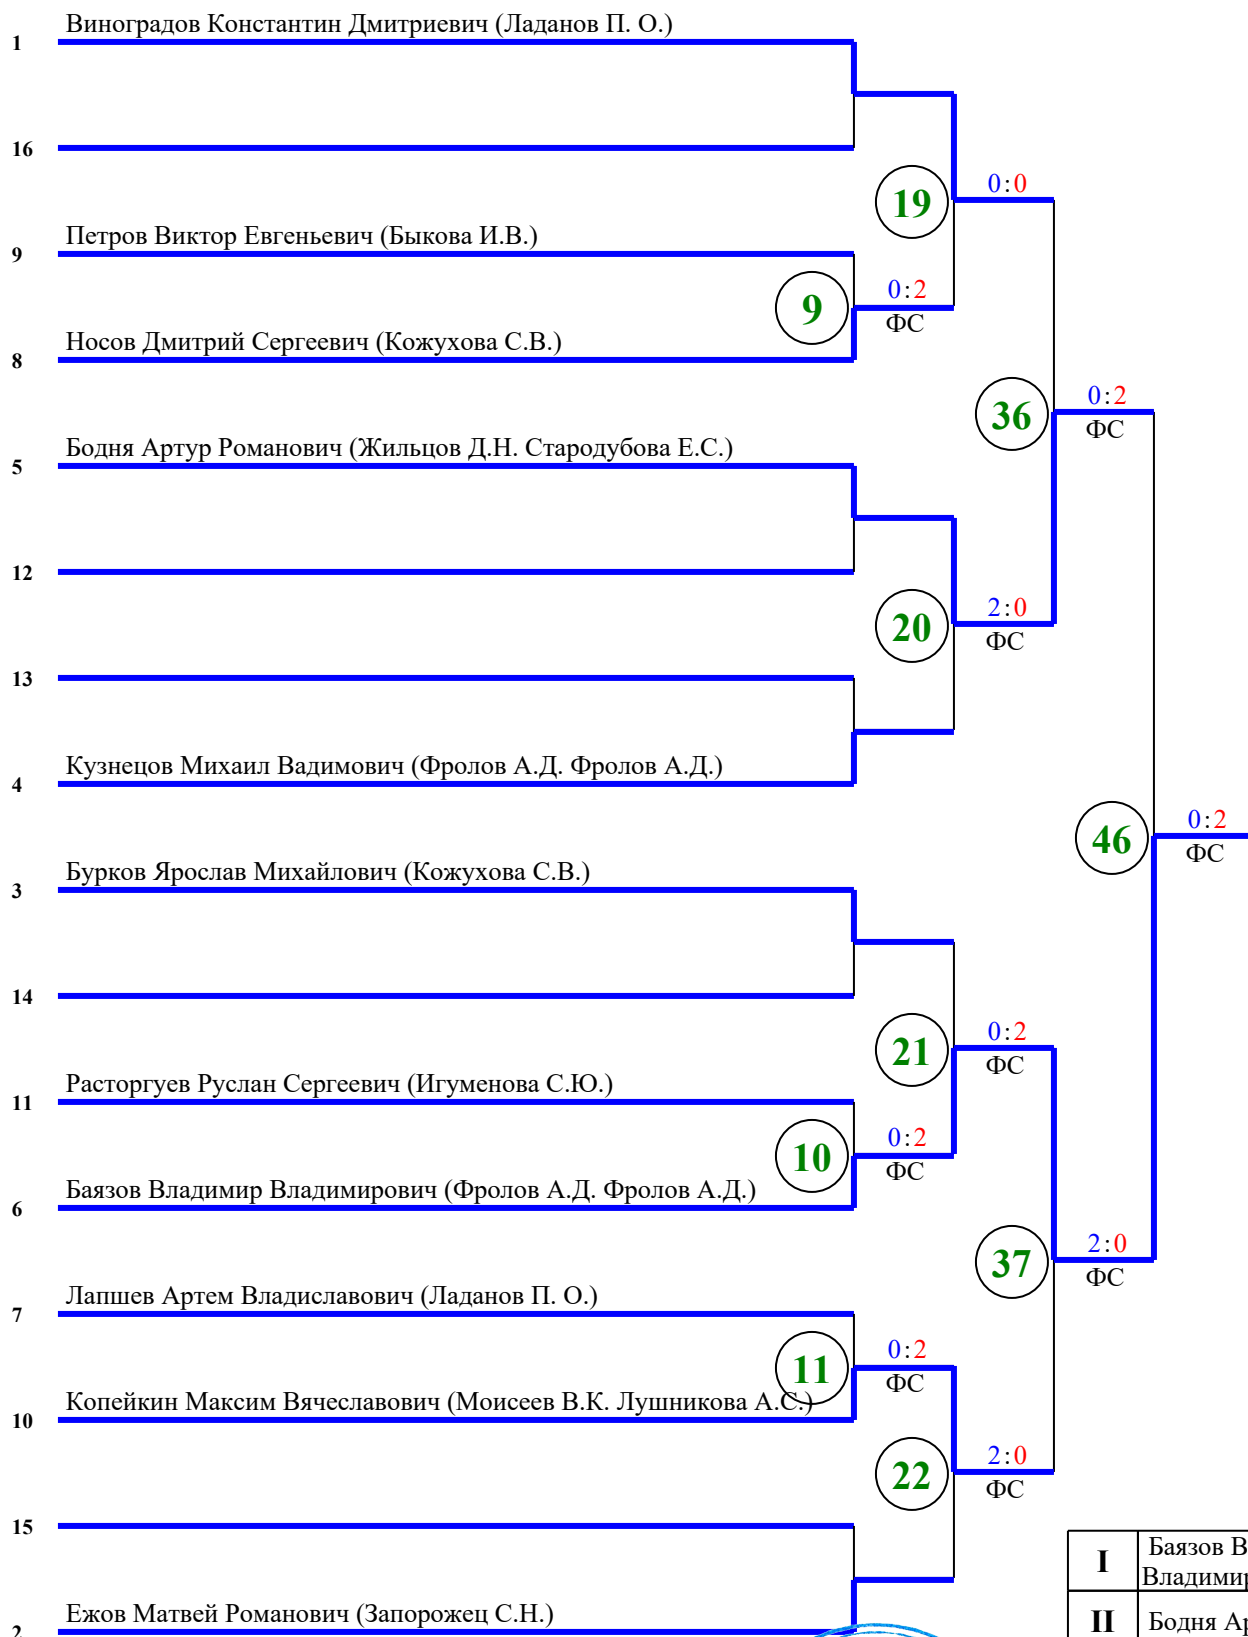 Виноградов Константин Дмитриевич (Ладанов П. О.)
1
16
19
0:0
Петров Виктор Евгеньевич (Быкова И.В.)
9
9
0:2
ФС
Носов Дмитрий Сергеевич (Кожухова С.В.)
8
36
0:2
ФС
Бодня Артур Романович (Жильцов Д.Н. Стародубова Е.С.)
5
12
20
2:0
ФС
13
Кузнецов Михаил Вадимович (Фролов А.Д. Фролов А.Д.)
4
46
0:2
ФС
Бурков Ярослав Михайлович (Кожухова С.В.)
3
14
21
0:2
ФС
Расторгуев Руслан Сергеевич (Игуменова С.Ю.)
11
10
0:2
ФС
Баязов Владимир Владимирович (Фролов А.Д. Фролов А.Д.)
6
37
2:0
ФС
Лапшев Артем Владиславович (Ладанов П. О.)
7
11
0:2
ФС
Копейкин Максим Вячеславович (Моисеев В.К. Лушникова А.С.)
10
22
2:0
ФС
15
I
Баязов В
Владимир
Ежов Матвей Романович (Запорожец С.Н.)
2
II
Бодня Ар